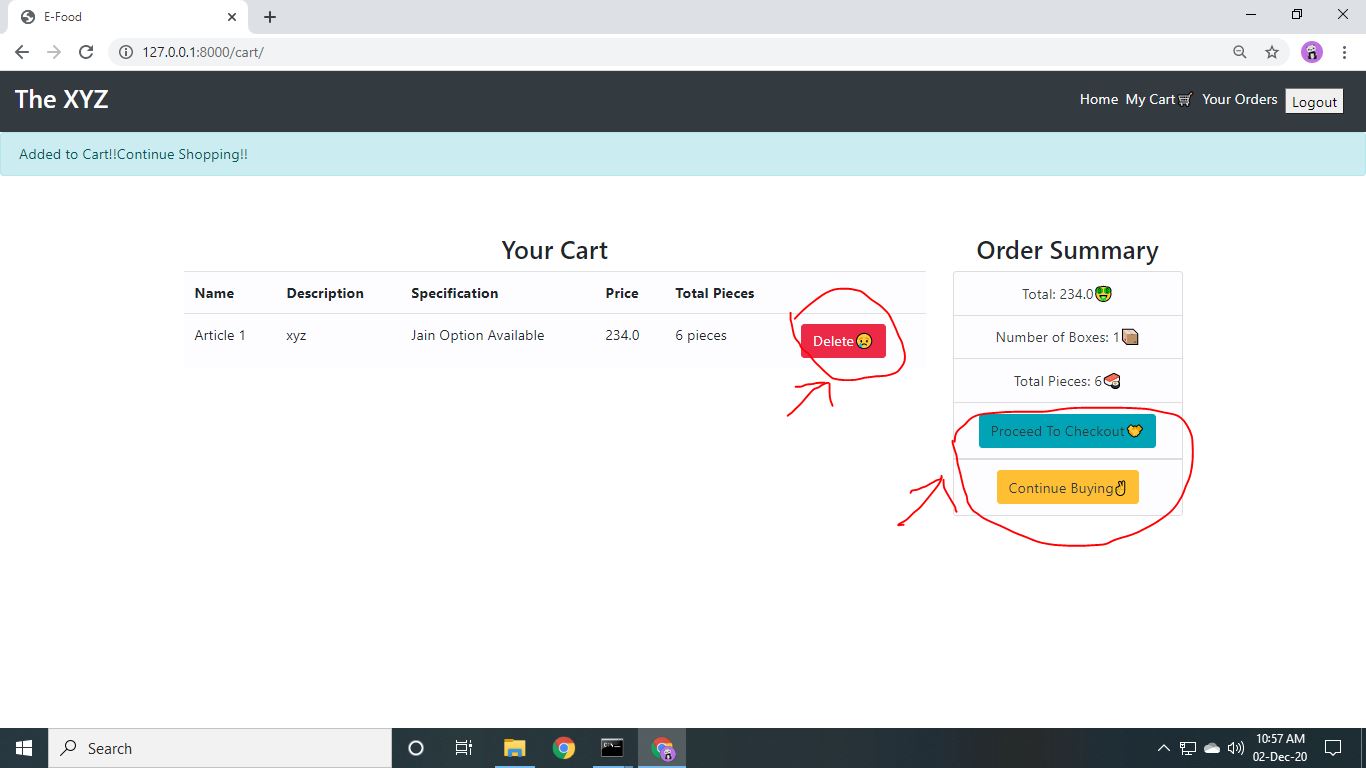 E-Food
127.0.0.1:8000/cart/
The XYZ
Home My Cart🛒 Your Orders Logout
Added to Cart!!Continue Shopping!!
Your Cart
Name Description Specification Price Total Pieces
Article 1 xyz Jain Option Available 234.0 6 pieces Delete😥
Order Summary
Total: 234.0🤑
Number of Boxes: 1📦
Total Pieces: 6🍣
Proceed To Checkout🤝
Continue Buying✌
Search
10:57 AM
02-Dec-20